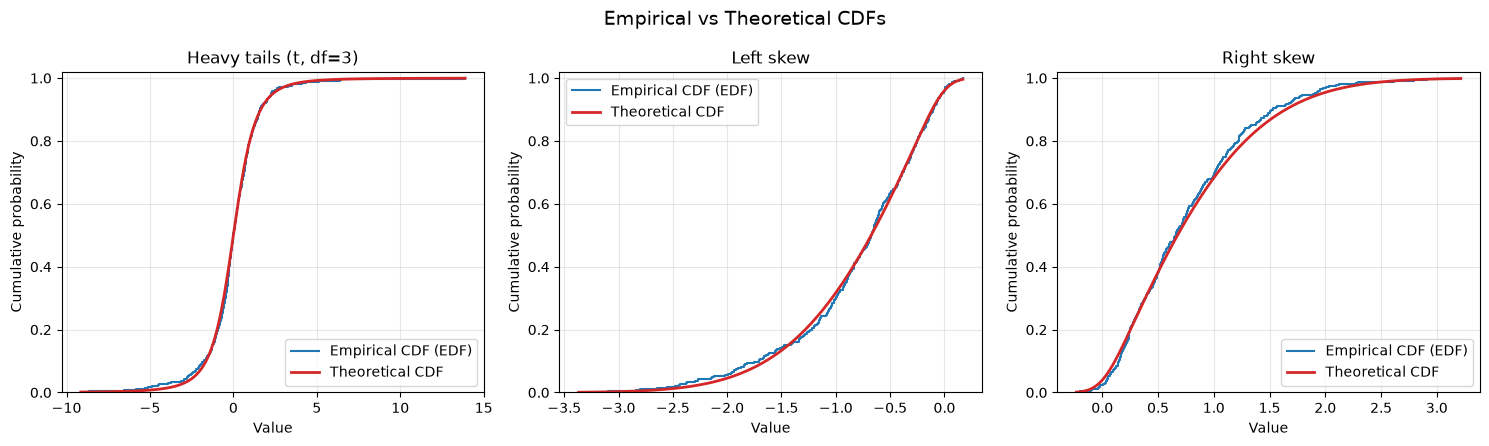 Empirical vs Theoretical CDFs
Heavy tails (t, df=3)
Cumulative probability
1.0
0.8
0.6
0.4
0.2
0.0
Empirical CDF (EDF)
Theoretical CDF
−10 −5 0 5 10 15
Value
Left skew
Cumulative probability
1.0
0.8
0.6
0.4
0.2
0.0
Empirical CDF (EDF)
Theoretical CDF
−3.5 −3.0 −2.5 −2.0 −1.5 −1.0 −0.5 0.0
Value
Right skew
Cumulative probability
1.0
0.8
0.6
0.4
0.2
0.0
Empirical CDF (EDF)
Theoretical CDF
0.0 0.5 1.0 1.5 2.0 2.5 3.0
Value